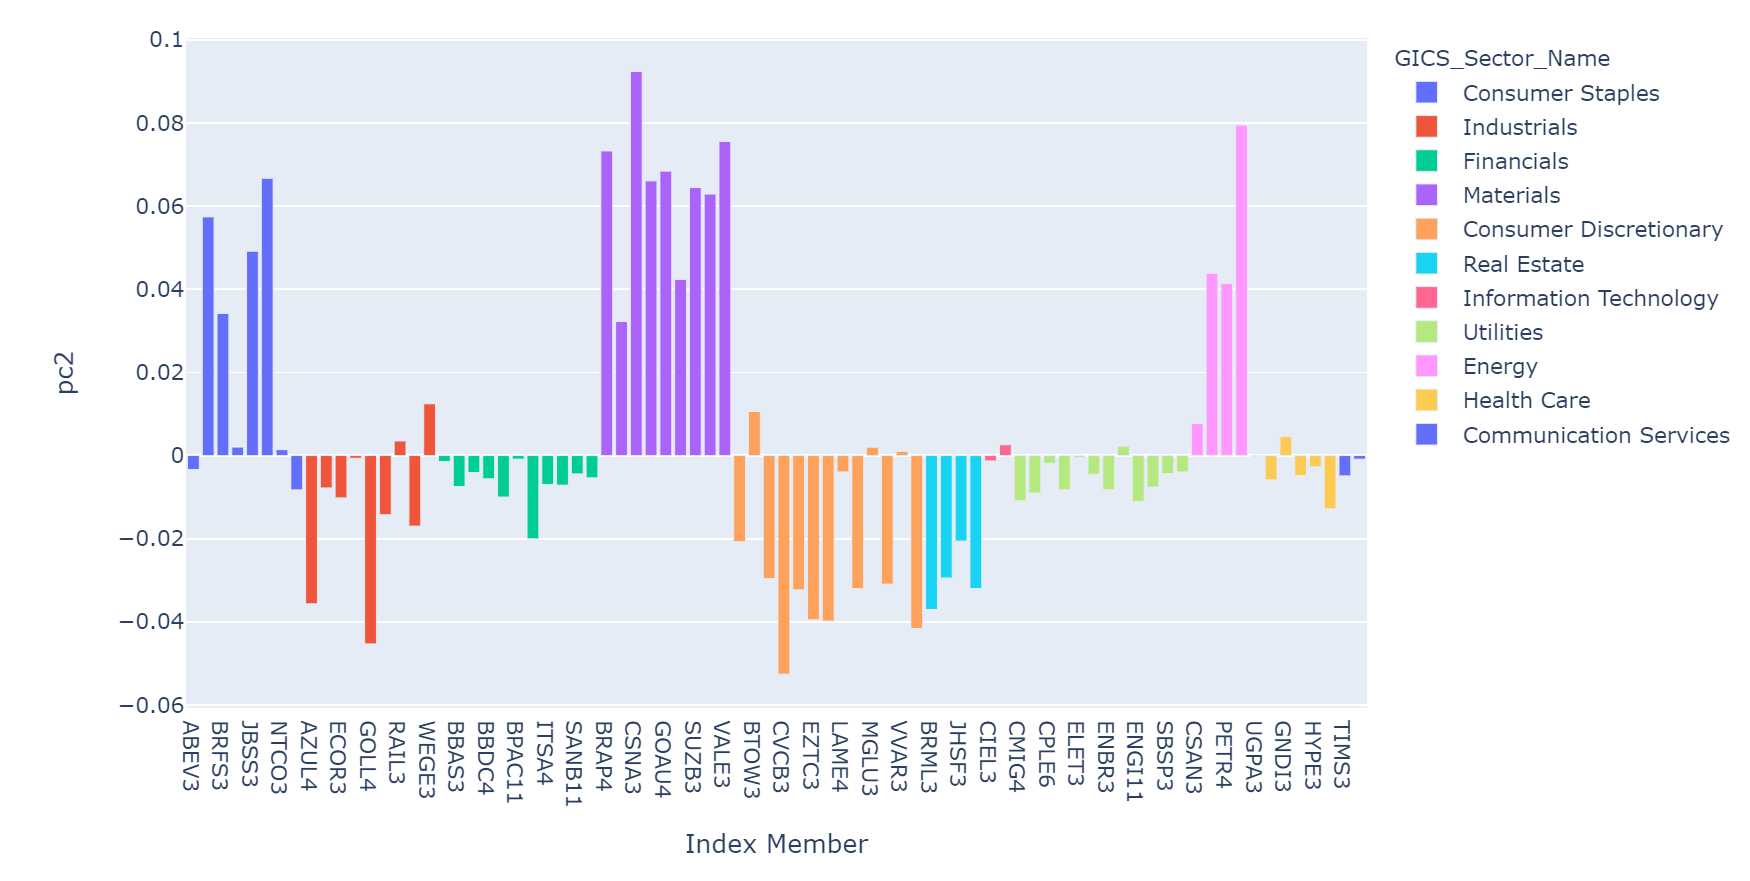 0.1
0.08
0.06
0.04
0.02
0
−0.02
−0.04
−0.06
pc2
ABEV3
BRFS3
JBSS3
NTCO3
AZUL4
ECOR3
GOLL4
RAIL3
WEGE3
BBAS3
BBDC4
BPAC11
ITSA4
SANB11
BRAP4
CSNA3
GOAU4
SUZB3
VALE3
BTOW3
CVCB3
EZTC3
LAME4
MGLU3
VVAR3
BRML3
JHSF3
CIEL3
CMIG4
CPLE6
ELET3
ENBR3
ENGI11
SBSP3
CSAN3
PETR4
UGPA3
GNDI3
HYPE3
TIMS3
Index Member
GICS_Sector_Name
Consumer Staples
Industrials
Financials
Materials
Consumer Discretionary
Real Estate
Information Technology
Utilities
Energy
Health Care
Communication Services